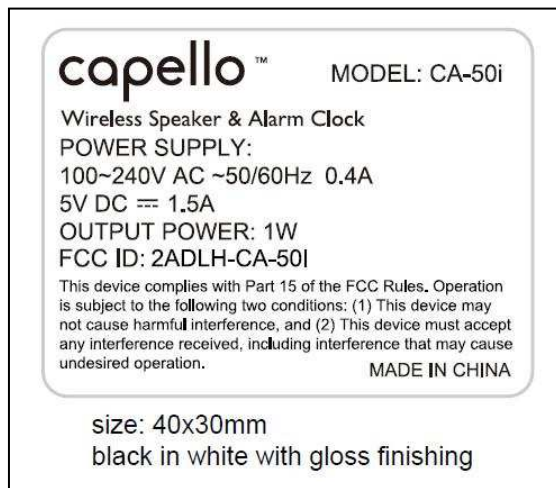 capello™ MODEL: CA-50i
Wireless Speaker & Alarm Clock
POWER SUPPLY:
100~240V AC ~50/60Hz 0.4A
5V DC ⎓ 1.5A
OUTPUT POWER: 1W
FCC ID: 2ADLH-CA-50I
This device complies with Part 15 of the FCC Rules. Operation
is subject to the following two conditions: (1) This device may
not cause harmful interference, and (2) This device must accept
any interference received, including interference that may cause
undesired operation. MADE IN CHINA
size: 40x30mm
black in white with gloss finishing